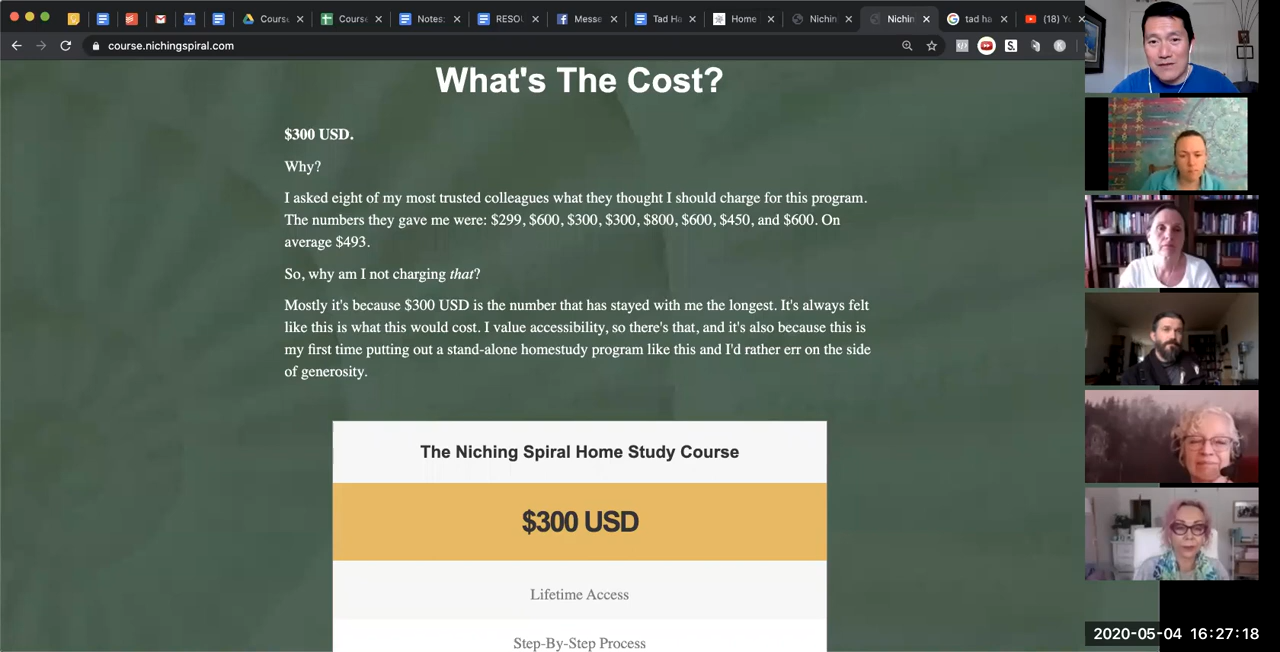 Course
Course
Notes:
RESOU
Messe
Tad Ha
Home
Nichin
Nichin
tad ha
(18) Yo
course.nichingspiral.com
What's The Cost?
$300 USD.
Why?
I asked eight of my most trusted colleagues what they thought I should charge for this program.
The numbers they gave me were: $299, $600, $300, $300, $800, $600, $450, and $600. On
average $493.
So, why am I not charging that?
Mostly it's because $300 USD is the number that has stayed with me the longest. It's always felt
like this is what this would cost. I value accessibility, so there's that, and it's also because this is
my first time putting out a stand-alone homestudy program like this and I'd rather err on the side
of generosity.
The Niching Spiral Home Study Course
$300 USD
Lifetime Access
Step-By-Step Process
2020-05-04 16:27:18